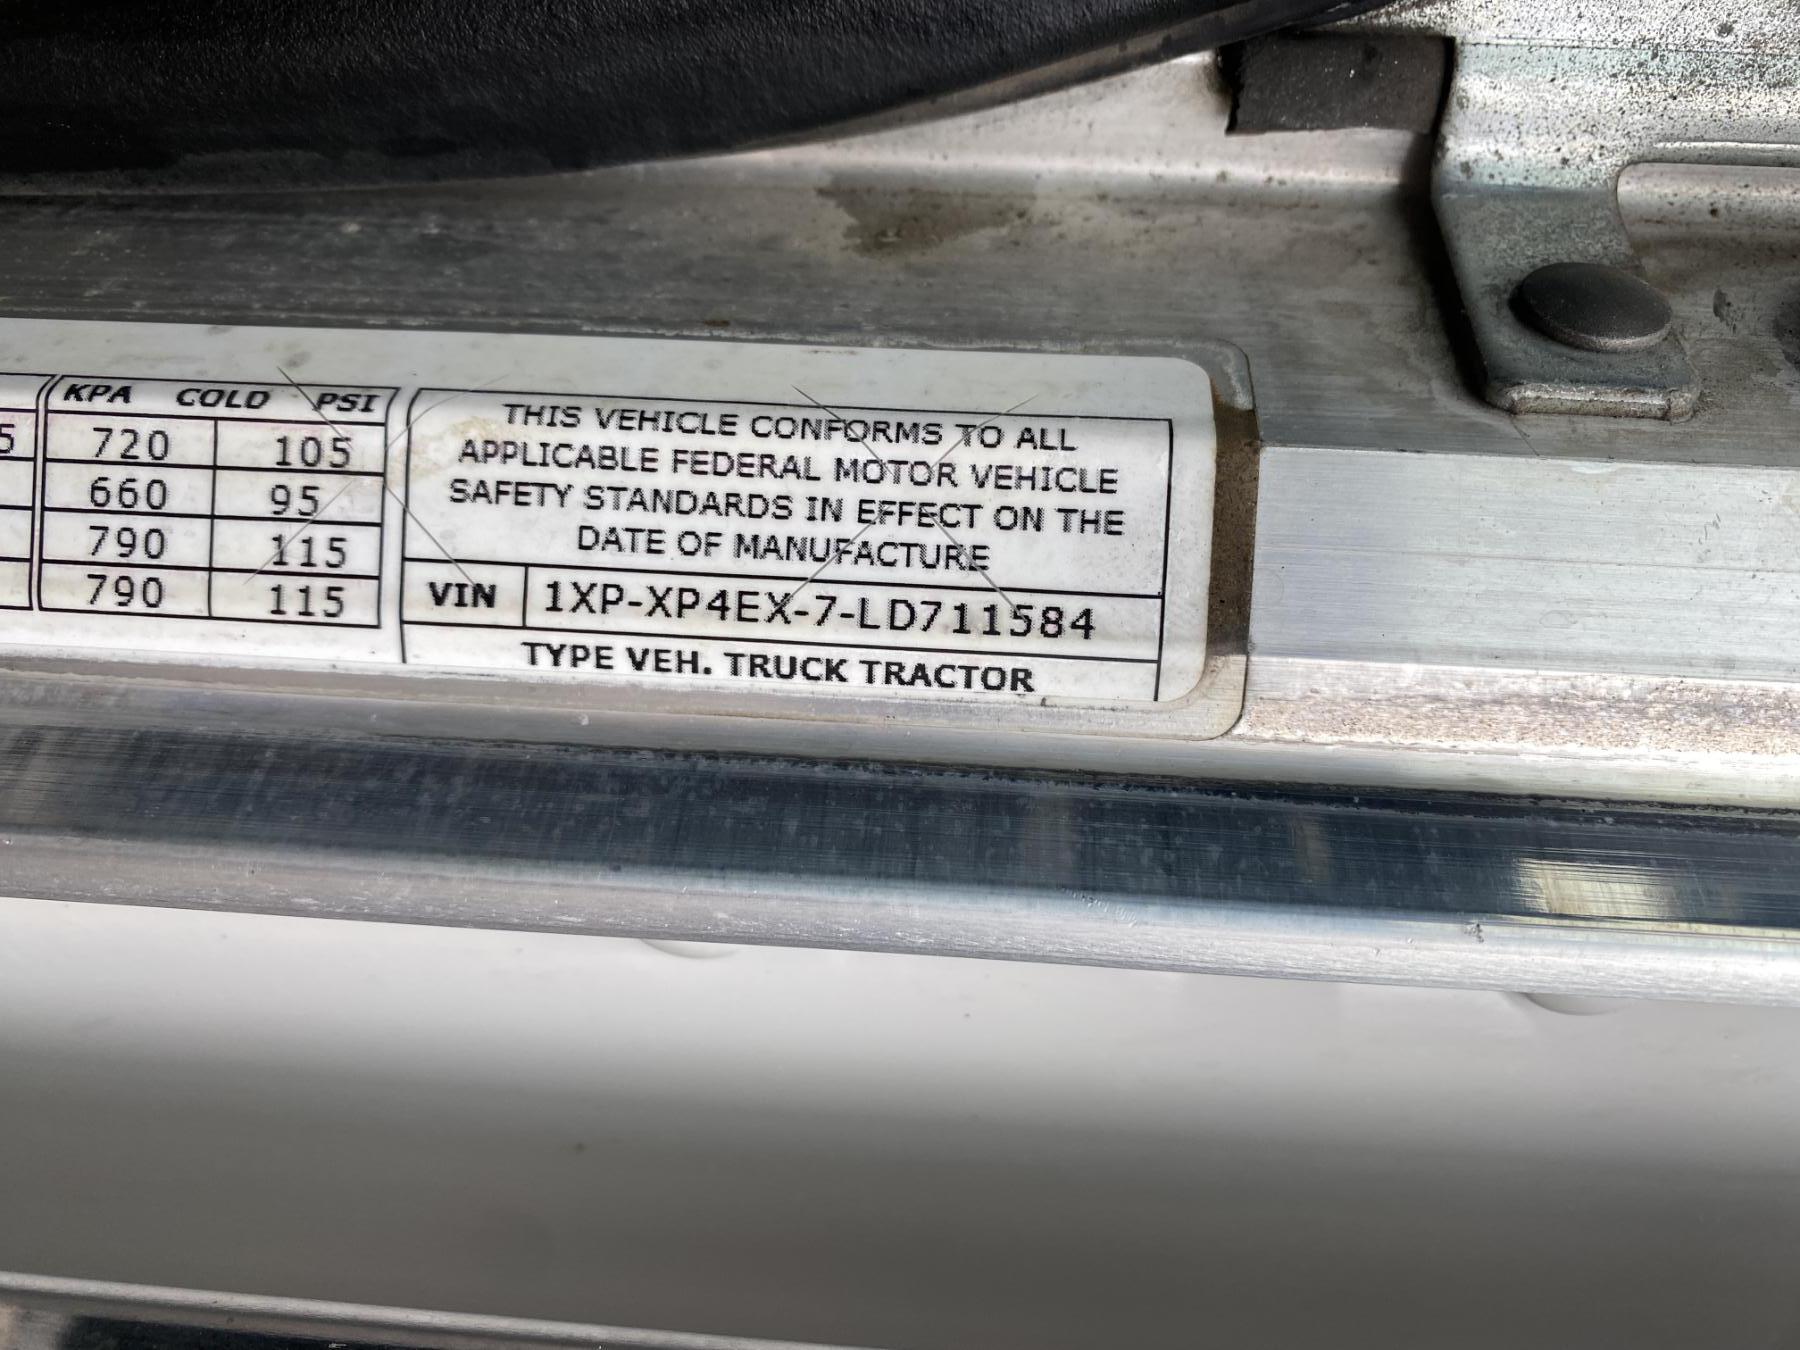 KPA COLD PSI
5 720 105
660 95
790 115
790 115
THIS VEHICLE CONFORMS TO ALL
APPLICABLE FEDERAL MOTOR VEHICLE
SAFETY STANDARDS IN EFFECT ON THE
DATE OF MANUFACTURE
VIN 1XP-XP4EX-7-LD711584
TYPE VEH. TRUCK TRACTOR